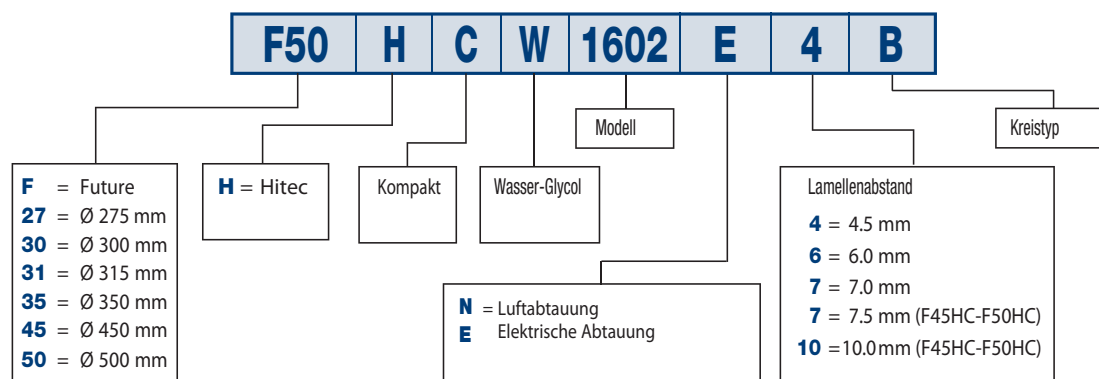 F50 H C W 1602 E 4 B
Modell
Kreistyp
F = Future
27 = Ø 275 mm
30 = Ø 300 mm
31 = Ø 315 mm
35 = Ø 350 mm
45 = Ø 450 mm
50 = Ø 500 mm
H = Hitec
Kompakt
Wasser-Glycol
N = Luftabtauung
E Elektrische Abtauung
Lamellenabstand
4 = 4.5 mm
6 = 6.0 mm
7 = 7.0 mm
7 = 7.5 mm (F45HC-F50HC)
10 =10.0 mm (F45HC-F50HC)